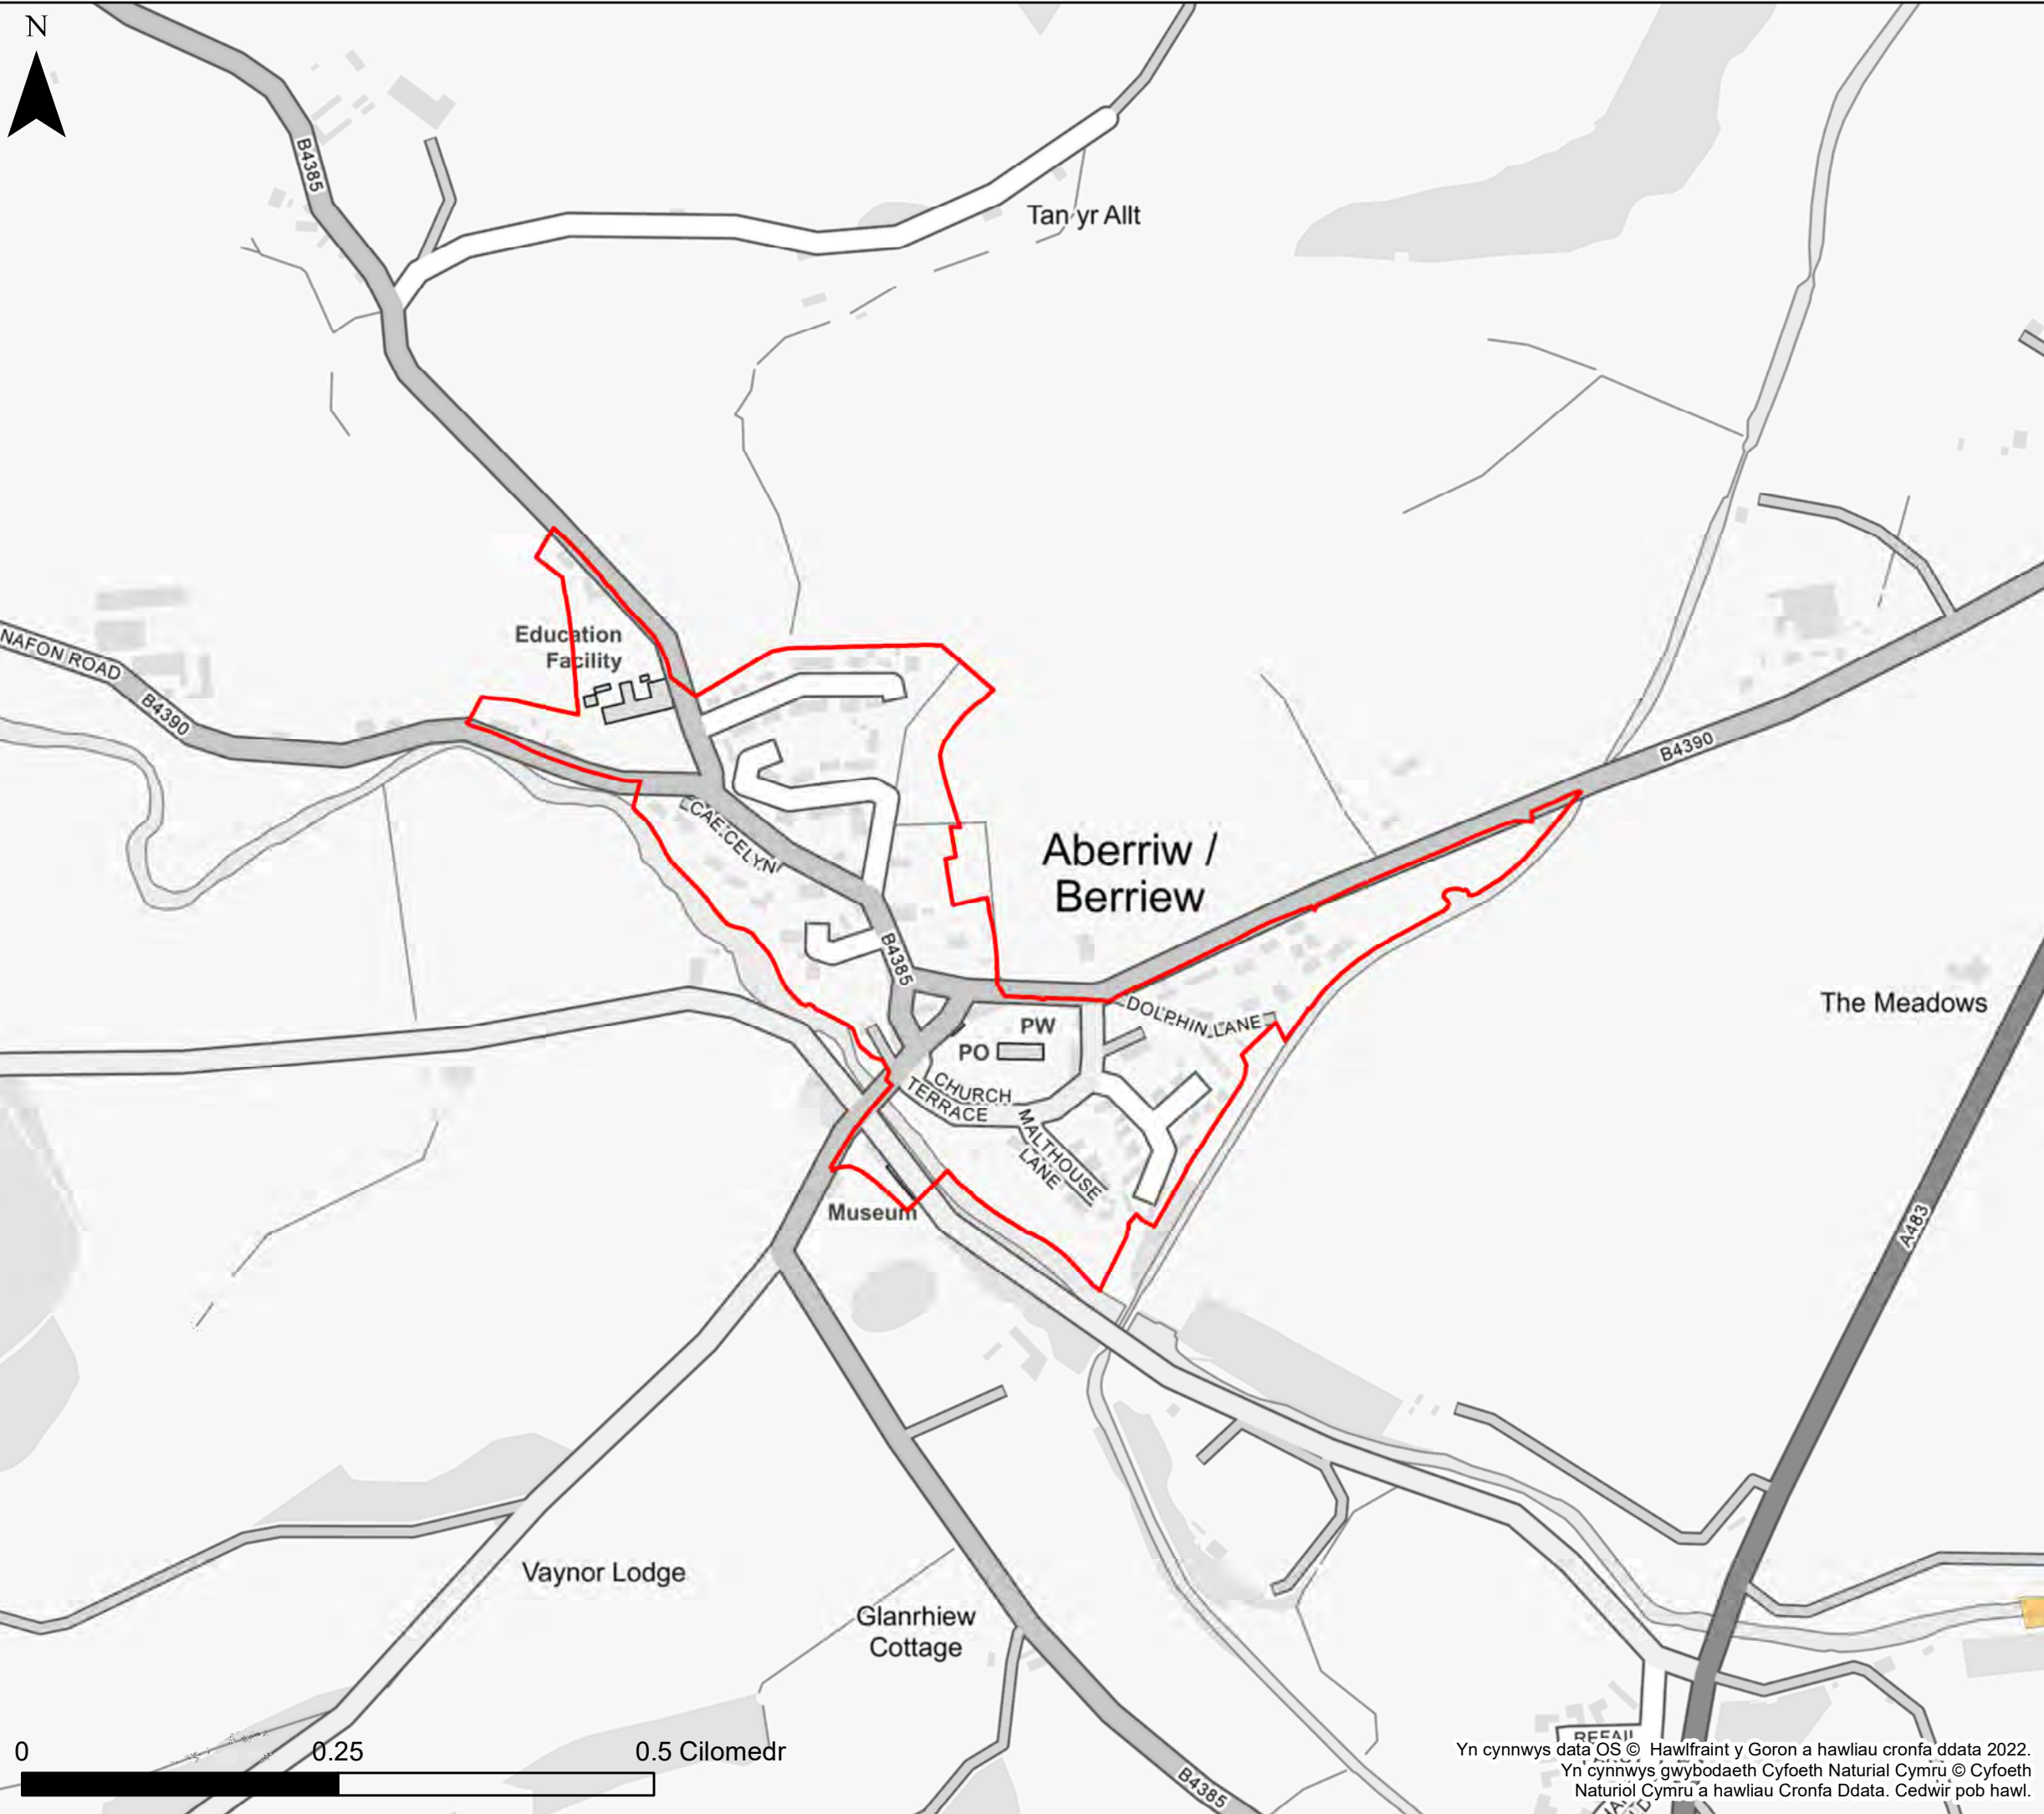 N
B4385
Tan yr Allt
Education
Facility
NAFON ROAD
B4390
B4390
CAE CELYN
Aberriw /
Berriew
B4385
DOLPHIN LANE
The Meadows
PW
PO
CHURCH
TERRACE
MALTHOUSE
LANE
Museum
A483
Vaynor Lodge
Glanrhiew
Cottage
B4385
0
0.25
0.5 Cilomedr
Yn cynnwys data OS © Hawlfraint y Goron a hawliau cronfa ddata 2022.
Yn cynnwys gwybodaeth Cyfoeth Naturial Cymru © Cyfoeth
Naturiol Cymru a hawliau Cronfa Ddata. Cedwir pob hawl.